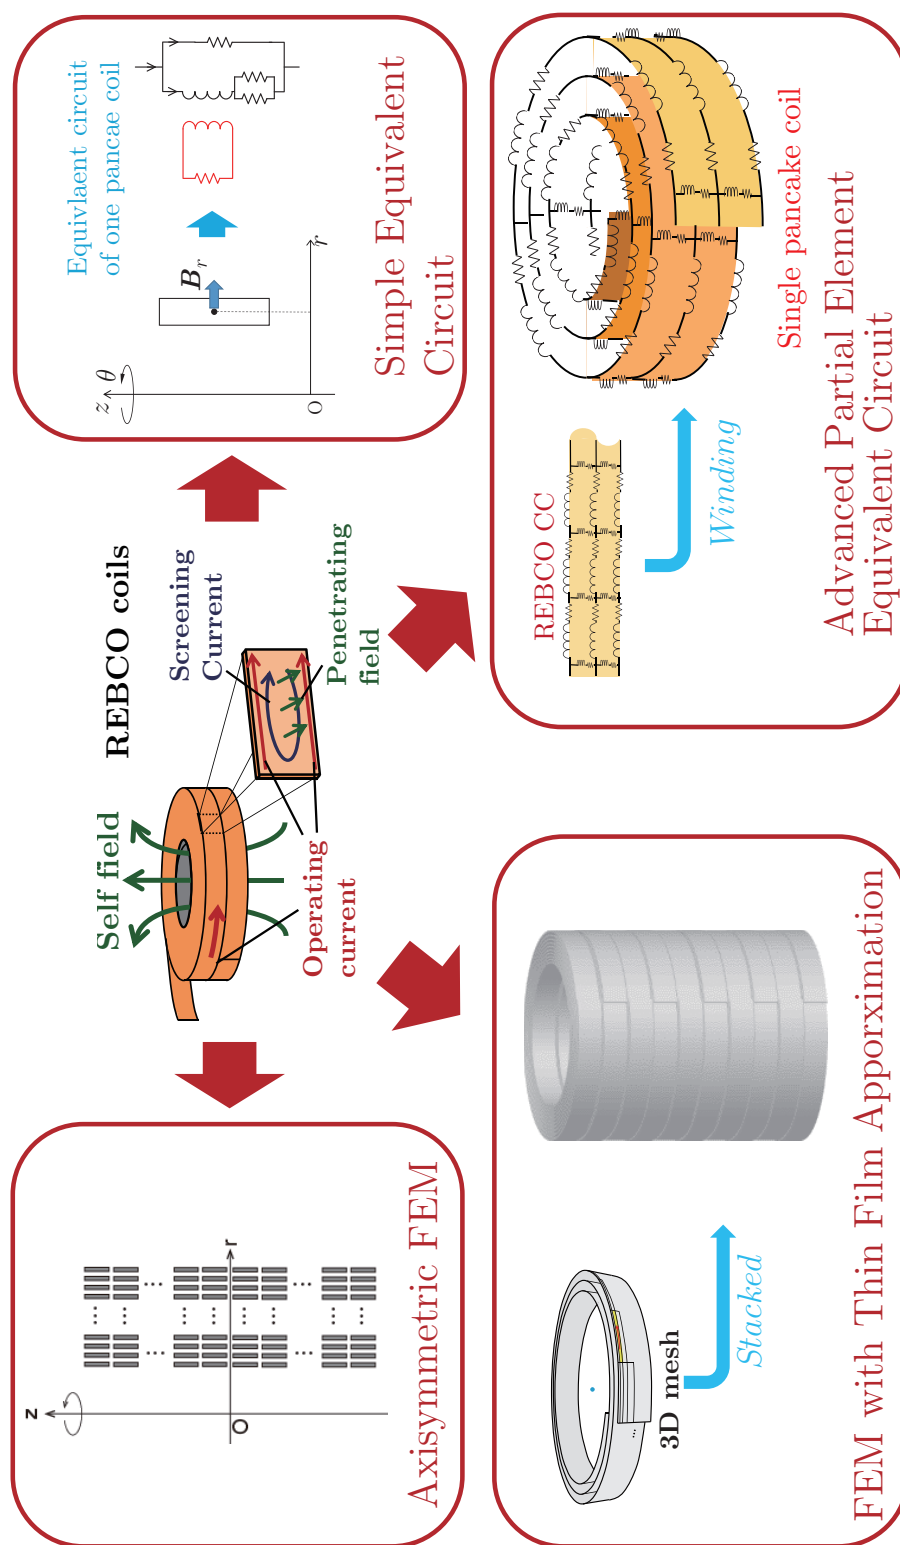 z
O
r
...
...
...
...
...
...
...
...
Axisymmetric FEM
Self field
REBCO coils
Screening
Current
Penetrating
field
Operating
current
Equivlaent circuit
of one pancae coil
z
θ
B_r
O
r
Simple Equivalent
Circuit
3D mesh
...
Stacked
FEM with Thin Film Apporximation
REBCO CC
Winding
Single pancake coil
Advanced Partial Element
Equivalent Circuit